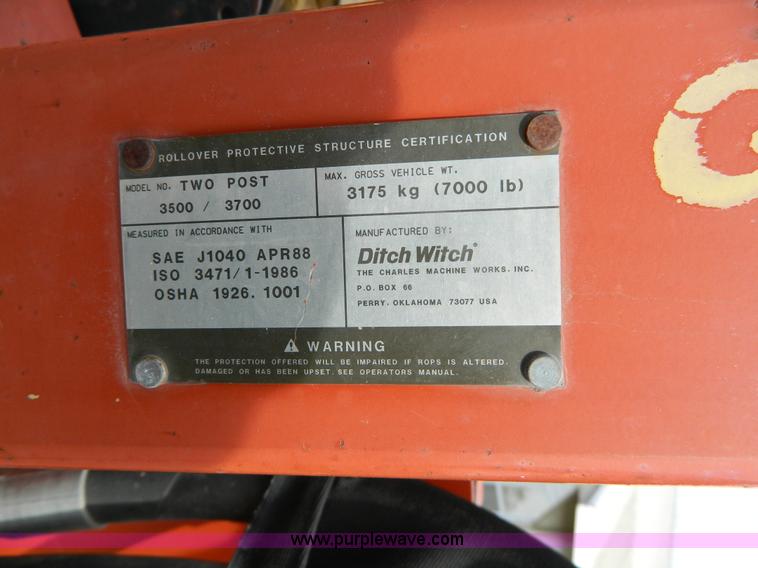 ROLLOVER PROTECTIVE STRUCTURE CERTIFICATION
MODEL NO. TWO POST
3500 / 3700
MAX. GROSS VEHICLE WT.
3175 kg (7000 lb)
MEASURED IN ACCORDANCE WITH
SAE J1040 APR88
ISO 3471/1-1986
OSHA 1926.1001
MANUFACTURED BY:
Ditch Witch®
THE CHARLES MACHINE WORKS, INC.
P.O. BOX 66
PERRY, OKLAHOMA 73077 USA
⚠ WARNING
THE PROTECTION OFFERED WILL BE IMPAIRED IF ROPS IS ALTERED.
DAMAGED OR HAS BEEN UPSET. SEE OPERATORS MANUAL.
www.purplewave.com